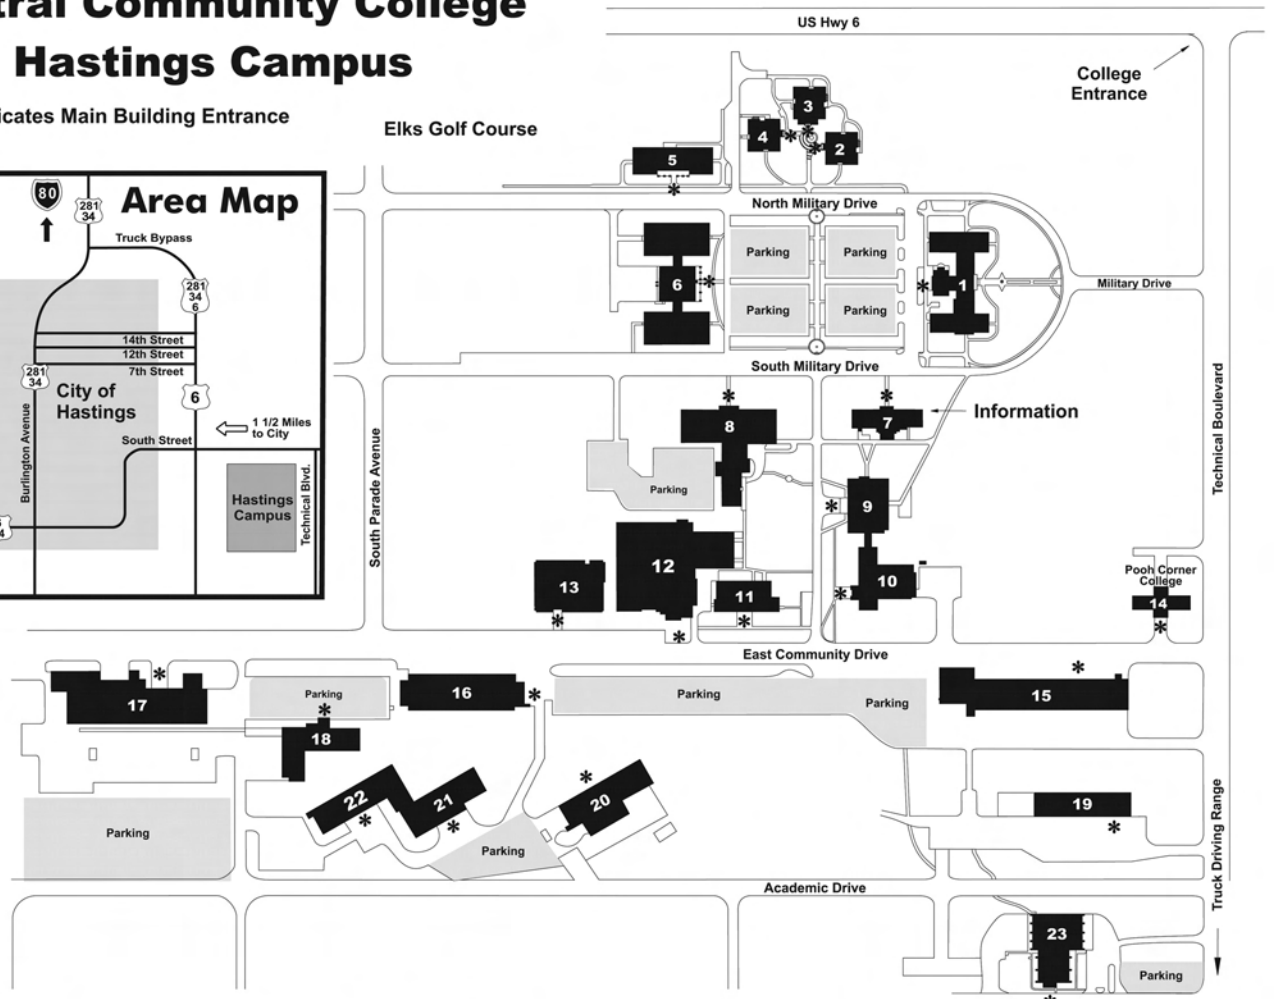 Community College
Hastings Campus
Main Building Entrance
US Hwy 6
College
Entrance
Elks Golf Course
3
4
2
5
North Military Drive
Parking
Parking
6
1
Military Drive
Parking
Parking
South Military Drive
Information
8
7
Parking
9
South Parade Avenue
Technical Boulevard
12
13
11
10
Pooh Corner
College
14
East Community Drive
17
Parking
16
Parking
Parking
15
18
22
21
20
19
Parking
Parking
Truck Driving Range
Academic Drive
23
Parking
Area Map
80
281
34
Truck Bypass
281
34
6
14th Street
12th Street
7th Street
281
34
City of
Hastings
6
1 1/2 Miles
to City
South Street
Burlington Avenue
Hastings
Campus
Technical Blvd.